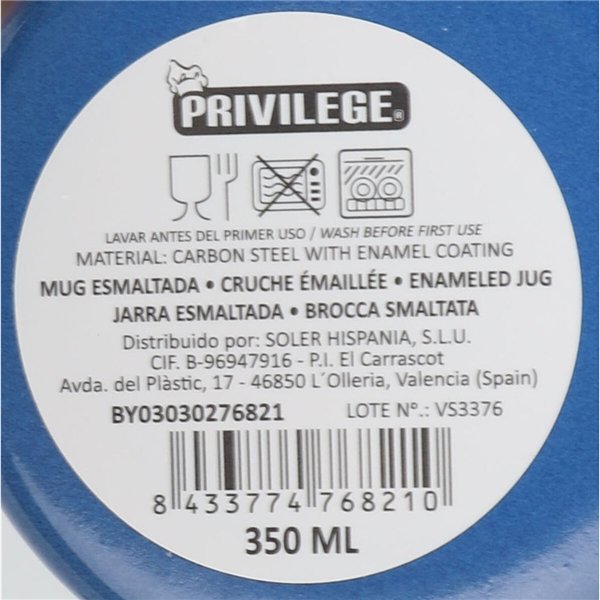 PRIVILEGE®
LAVAR ANTES DEL PRIMER USO / WASH BEFORE FIRST USE
MATERIAL: CARBON STEEL WITH ENAMEL COATING
MUG ESMALTADA • CRUCHE ÉMAILLÉE • ENAMELED JUG
JARRA ESMALTADA • BROCCA SMALTATA
Distribuido por: SOLER HISPANIA, S.L.U.
CIF. B-96947916 - P.I. El Carrascot
Avda. del Plàstic, 17 - 46850 L´Olleria, Valencia (Spain)
BY03030276821 LOTE Nº.: VS3376
8 433774 768210
350 ML